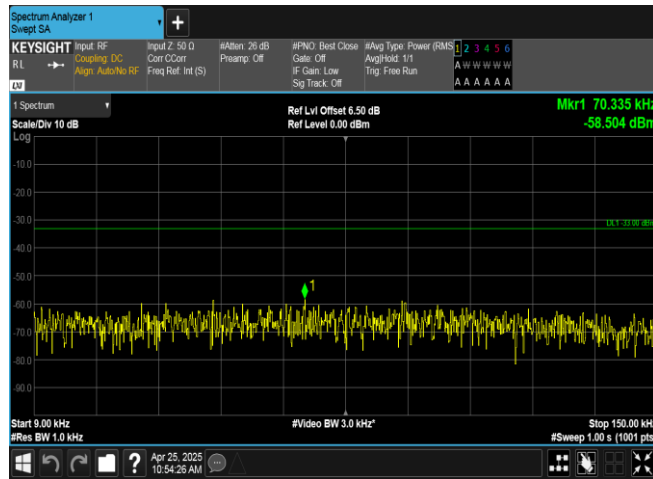 Spectrum Analyzer 1
Swept SA
+
KEYSIGHT
RL
LXI
Input: RF
Coupling: DC
Align: Auto/No RF
Input Z: 50 Ω
Corr CCorr
Freq Ref: Int (S)
#Atten: 26 dB
Preamp: Off
#PNO: Best Close
Gate: Off
IF Gain: Low
Sig Track: Off
#Avg Type: Power (RMS
Avg|Hold: 1/1
Trig: Free Run
1 2 3 4 5 6
A W W W W W
A A A A A A
1 Spectrum
Scale/Div 10 dB
Log
Ref Lvl Offset 6.50 dB
Ref Level 0.00 dBm
Mkr1 70.335 kHz
-58.504 dBm
-10.0
-20.0
-30.0
DL1 -33.00 dBm
-40.0
-50.0
1
-60.0
-70.0
-80.0
-90.0
Start 9.00 kHz
#Res BW 1.0 kHz
#Video BW 3.0 kHz*
Stop 150.00 kHz
#Sweep 1.00 s (1001 pts
?
Apr 25, 2025
10:54:26 AM